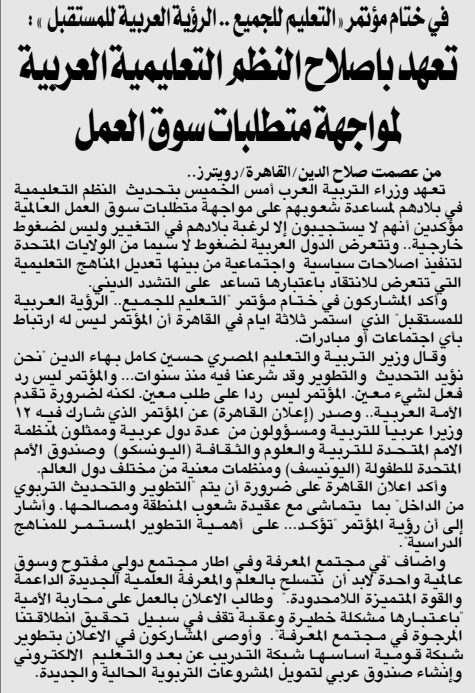 في ختام مؤتمر «التعليم للجميع .. الرؤية العربية للمستقبل» :
تعهد باصلاح النظم التعليمية العربية
لمواجهة متطلبات سوق العمل
من عصمت صلاح الدين/القاهرة/رويترز..
تعهد وزراء التربية العرب أمس الخميس بتحديث النظم التعليمية
في بلادهم لمساعدة شعوبهم على مواجهة متطلبات سوق العمل العالمية
مؤكدين أنهم لا يستجيبون إلا لرغبة بلادهم في التغيير وليس لضغوط
خارجية.. وتتعرض الدول العربية لضغوط لا سيما من الولايات المتحدة
لتنفيذ اصلاحات سياسية واجتماعية من بينها تعديل المناهج التعليمية
التي تتعرض للانتقاد باعتبارها تساعد على التشدد الديني.
وأكد المشاركون في ختام مؤتمر "التعليم للجميع.. الرؤية العربية
للمستقبل" الذي استمر ثلاثة ايام في القاهرة أن المؤتمر ليس له ارتباط
بأي اجتماعات أو مبادرات.
وقال وزير التربية والتعليم المصري حسين كامل بهاء الدين "نحن
نؤيد التحديث والتطوير وقد شرعنا فيه منذ سنوات... والمؤتمر ليس رد
فعل لشيء معين. المؤتمر ليس ردا على طلب معين. لكنه لضرورة تقدم
الأمة العربية.. وصدر (إعلان القاهرة) عن المؤتمر الذي شارك فيه ١٢
وزيرا عربيا للتربية ومسؤولون من عدة دول عربية وممثلون لمنظمة
الامم المتحدة للتربية والعلوم والثقافة (اليونسكو) وصندوق الأمم
المتحدة للطفولة (اليونيسف) ومنظمات معنية من مختلف دول العالم.
وأكد اعلان القاهرة على ضرورة أن يتم "التطوير والتحديث التربوي
من الداخل" بما يتماشى مع عقيدة شعوب المنطقة ومصالحها. وأشار
إلى أن رؤية المؤتمر "تؤكد... على أهمية التطوير المستمر للمناهج
الدراسية".
واضاف "في مجتمع المعرفة وفي اطار مجتمع دولي مفتوح وسوق
عالمية واحدة لابد أن نتسلح بالعلم والمعرفة العلمية الجديدة الداعمة
والقوة المتميزة اللامحدودة." وطالب الاعلان بالعمل على محاربة الأمية
"باعتبارها مشكلة خطيرة وعقبة تقف في سبيل تحقيق انطلاقتنا
المرجوة في مجتمع المعرفة". وأوصى المشاركون في الاعلان بتطوير
شبكة قومية أساسها شبكة التدريب عن بعد والتعليم الالكتروني
وإنشاء صندوق عربي لتمويل المشروعات التربوية الحالية والجديدة.